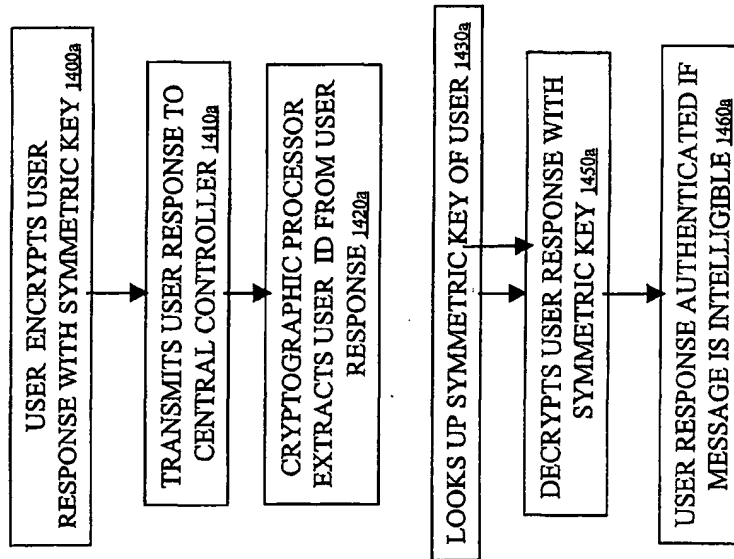 USER ENCRYPTS USER
RESPONSE WITH SYMMETRIC KEY 1400a
TRANSMITS USER RESPONSE TO
CENTRAL CONTROLLER 1410a
CRYPTOGRAPHIC PROCESSOR
EXTRACTS USER ID FROM USER
RESPONSE 1420a
LOOKS UP SYMMETRIC KEY OF USER 1430a
DECRYPTS USER RESPONSE WITH
SYMMETRIC KEY 1450a
USER RESPONSE AUTHENTICATED IF
MESSAGE IS INTELLIGIBLE 1460a